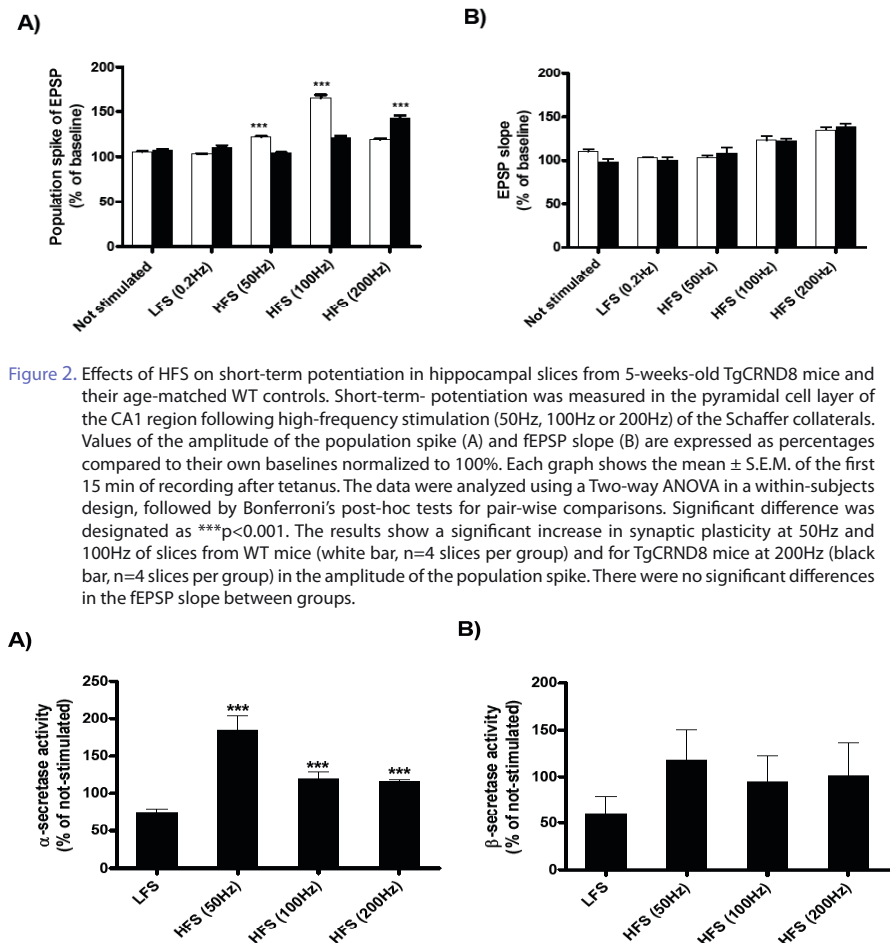 A)
B)
Population spike of EPSP
(% of baseline)
200
150
100
50
0
***
***
***
Not stimulated
LFS (0.2Hz)
HFS (50Hz)
HFS (100Hz)
HFS (200Hz)
EPSP slope
(% of baseline)
200
150
100
50
0
Not stimulated
LFS (0.2Hz)
HFS (50Hz)
HFS (100Hz)
HFS (200Hz)
Figure 2. Effects of HFS on short-term potentiation in hippocampal slices from 5-weeks-old TgCRND8 mice and
their age-matched WT controls. Short-term- potentiation was measured in the pyramidal cell layer of
the CA1 region following high-frequency stimulation (50Hz, 100Hz or 200Hz) of the Schaffer collaterals.
Values of the amplitude of the population spike (A) and fEPSP slope (B) are expressed as percentages
compared to their own baselines normalized to 100%. Each graph shows the mean ± S.E.M. of the first
15 min of recording after tetanus. The data were analyzed using a Two-way ANOVA in a within-subjects
design, followed by Bonferroni's post-hoc tests for pair-wise comparisons. Significant difference was
designated as ***p<0.001. The results show a significant increase in synaptic plasticity at 50Hz and
100Hz of slices from WT mice (white bar, n=4 slices per group) and for TgCRND8 mice at 200Hz (black
bar, n=4 slices per group) in the amplitude of the population spike. There were no significant differences
in the fEPSP slope between groups.
A)
B)
α-secretase activity
(% of not-stimulated)
250
200
150
100
50
0
***
***
***
LFS
HFS (50Hz)
HFS (100Hz)
HFS (200Hz)
β-secretase activity
(% of not-stimulated)
200
150
100
50
0
LFS
HFS (50Hz)
HFS (100Hz)
HFS (200Hz)